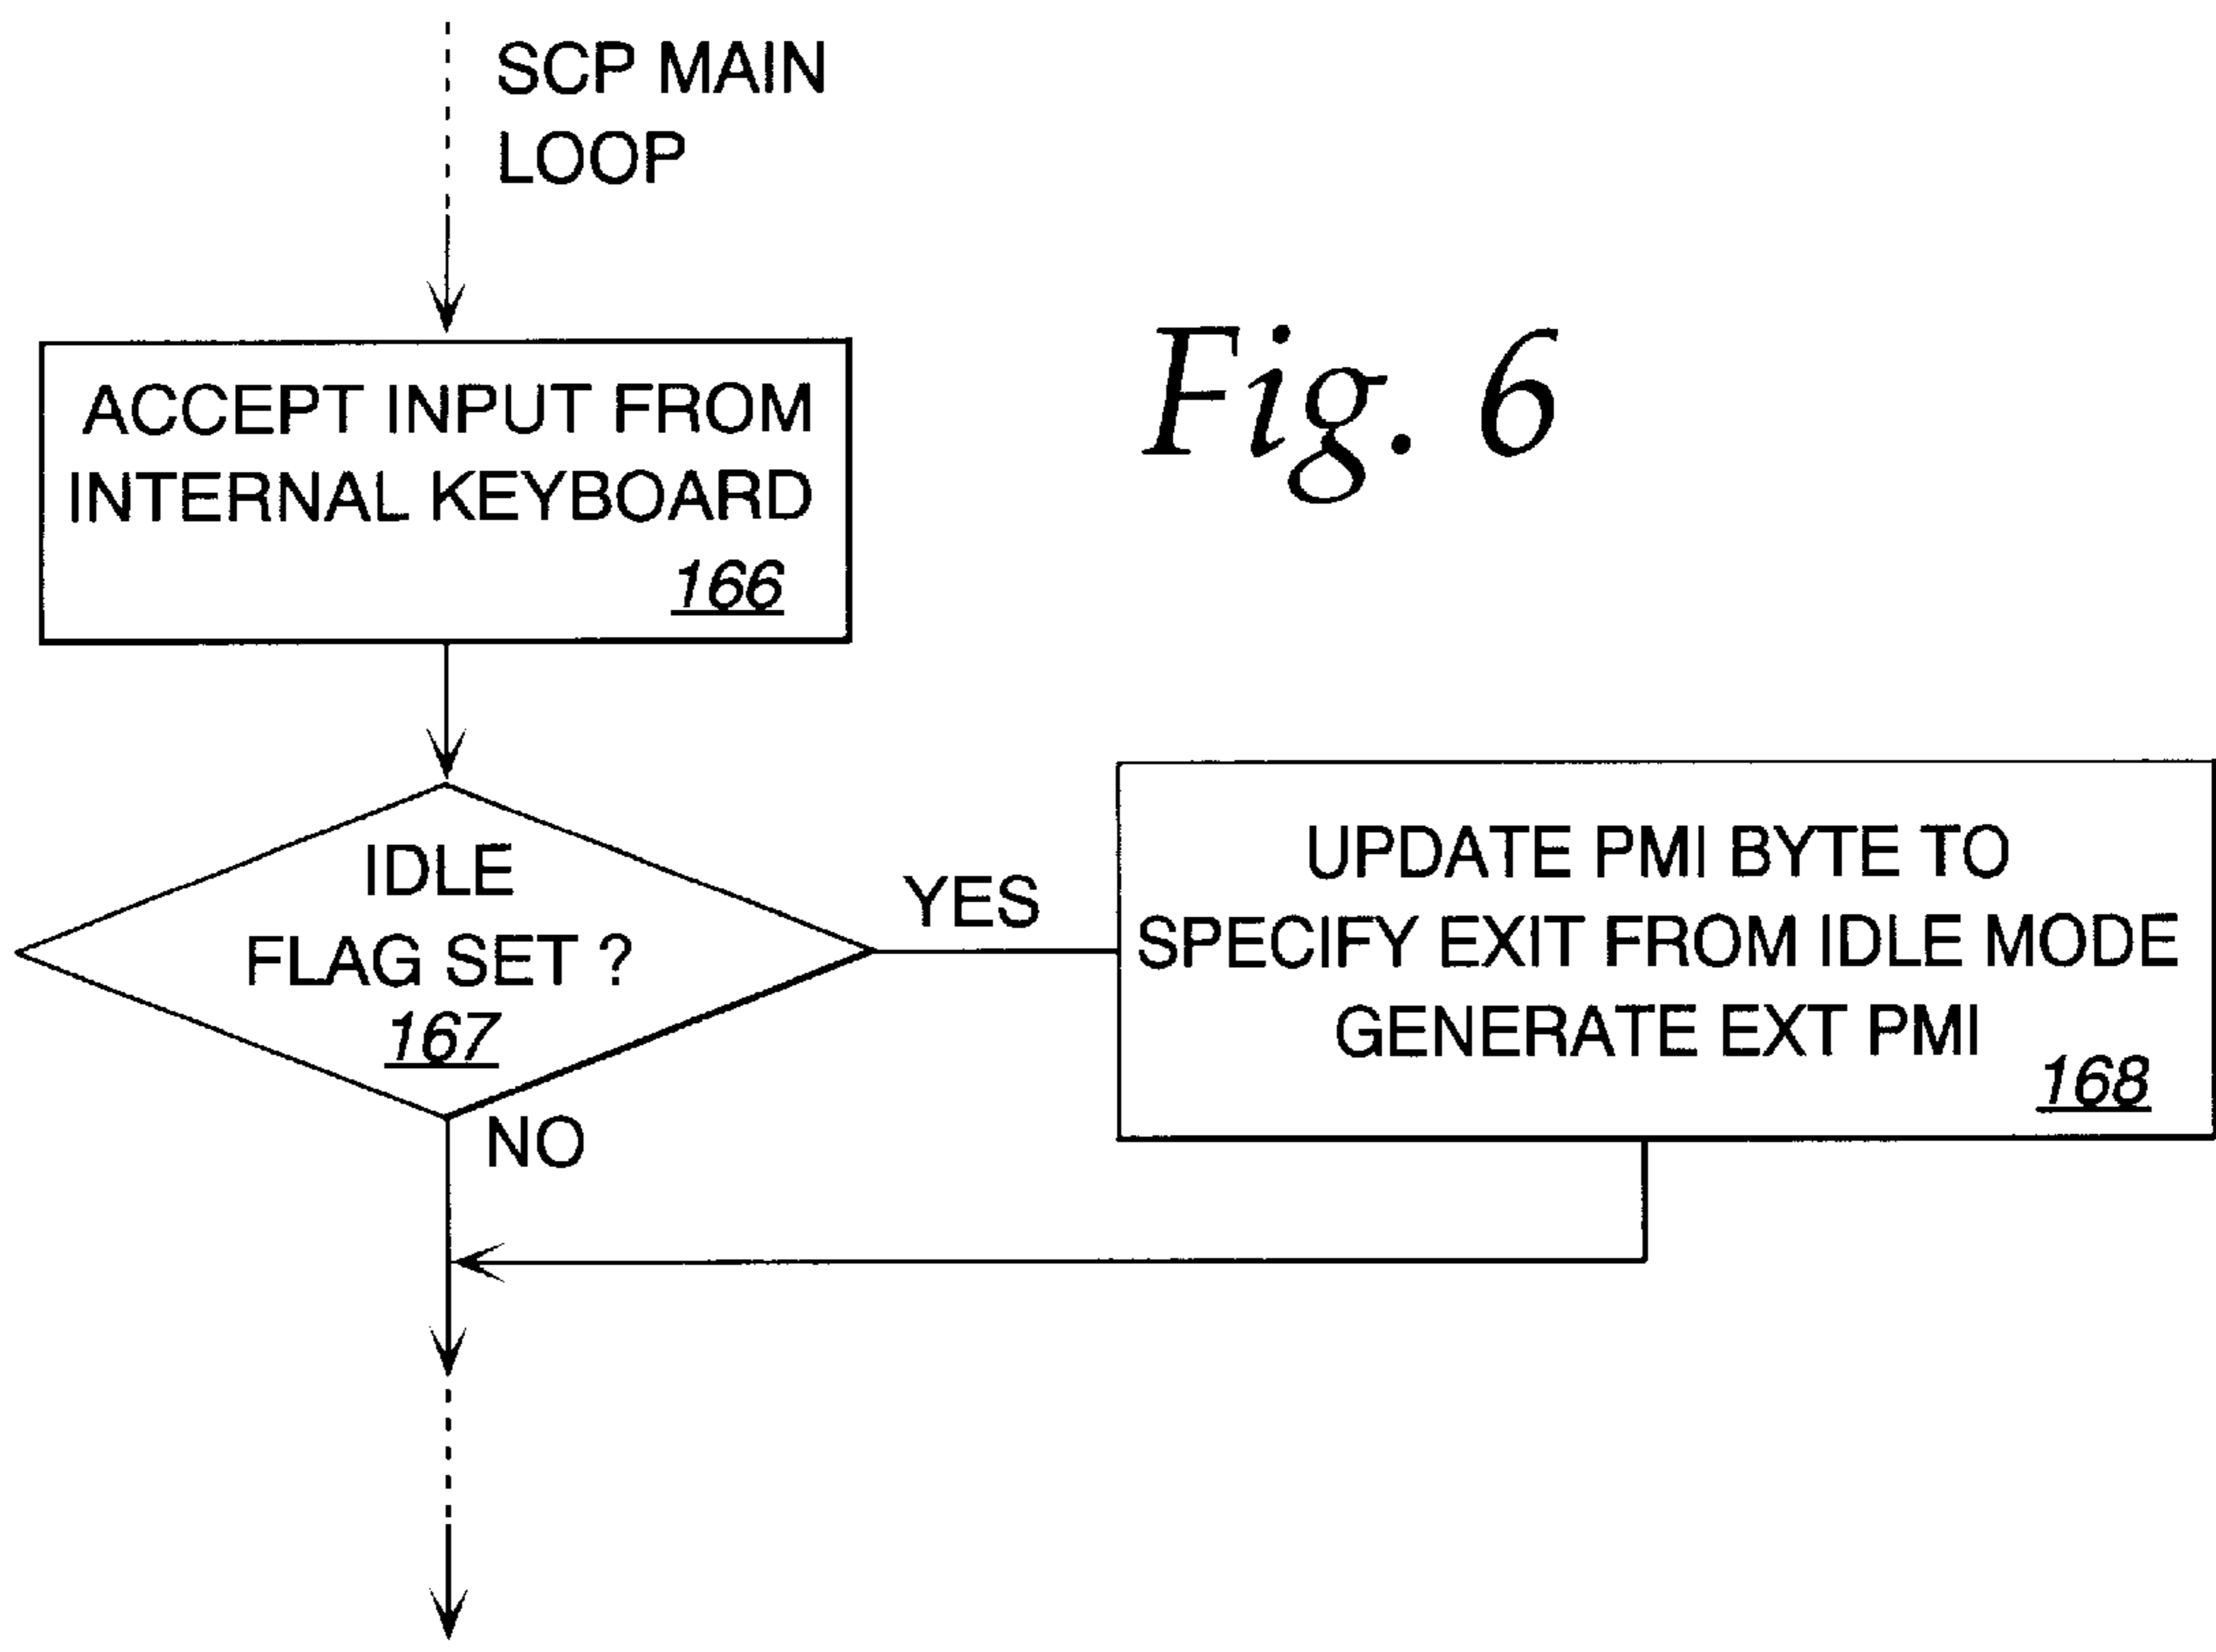 SCP MAIN
LOOP
Fig. 6
ACCEPT INPUT FROM
INTERNAL KEYBOARD
166
IDLE
FLAG SET ?
167
YES
NO
UPDATE PMI BYTE TO
SPECIFY EXIT FROM IDLE MODE
GENERATE EXT PMI
168